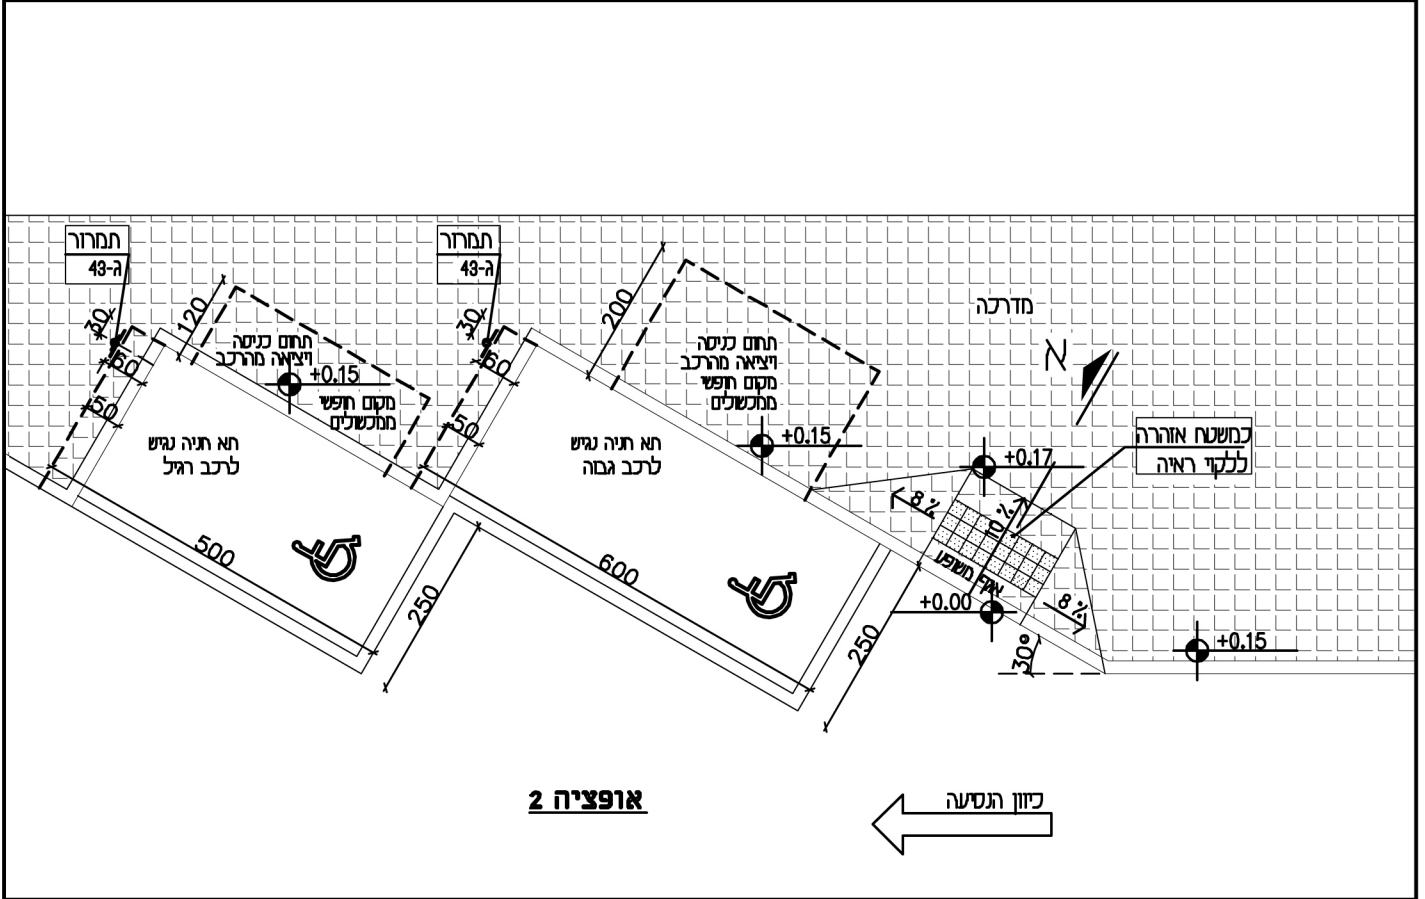 תמרור
ג-43
תמרור
ג-43
30
60
50
120
30
60
50
200
תחום כניסה
ויציאה מהרכב
+0.15
מקום חופשי
ממכשולים
תחום כניסה
ויציאה מהרכב
מקום חופשי
ממכשולים
+0.15
מדרכה
א
+0.17
משטח אזהרה
ללקוי ראיה
תא חניה נגיש
לרכב רגיל
תא חניה נגיש
לרכב גבוה
8%
10%
אבן משופע
8%
500
600
250
250
+0.00
30°
+0.15
אופציה 2
כיוון הנסיעה